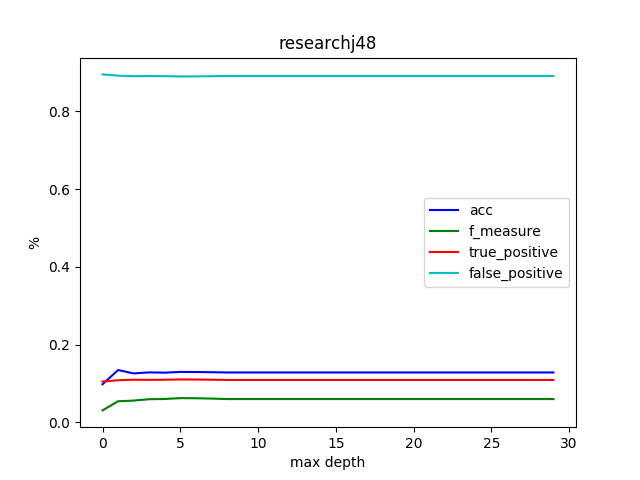 researchj48
%
0.8
0.6
0.4
0.2
0.0
acc
f_measure
true_positive
false_positive
0 5 10 15 20 25 30
max depth